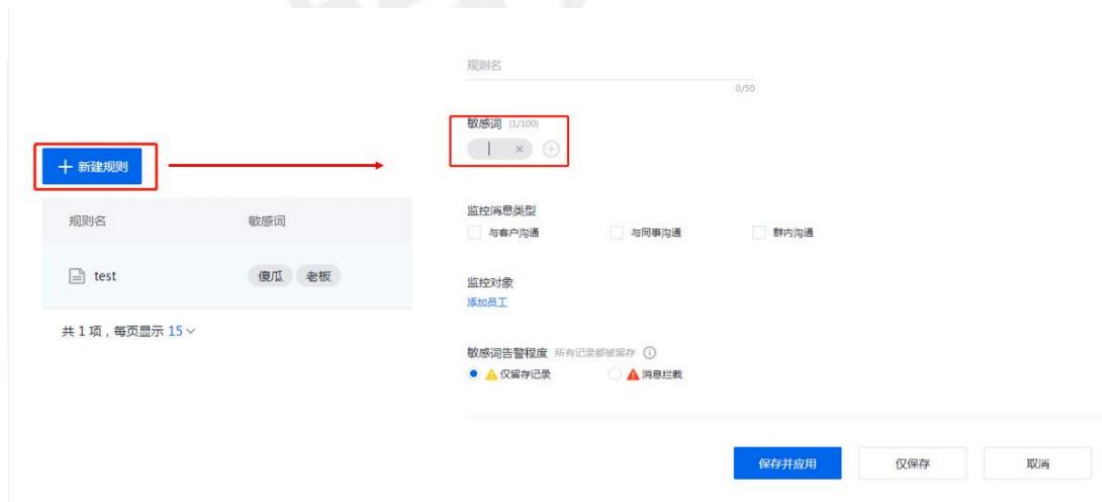 规则名
0/50
敏感词 (1/100)
+ 新建规则
规则名 敏感词
test 傻瓜 老板
共 1 项，每页显示 15
监控消息类型
与客户沟通 与同事沟通 群内沟通
监控对象
添加员工
敏感词告警程度 所有记录都被留存
仅留存记录 消息拦截
保存并应用 仅保存 取消